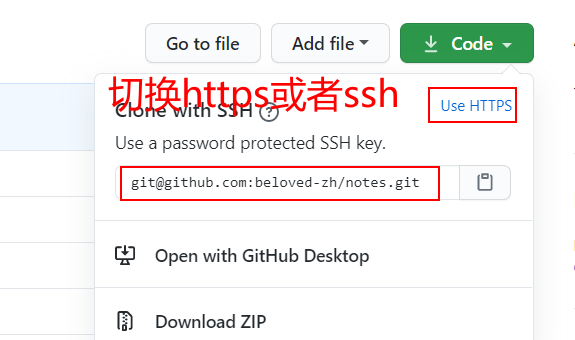 Go to file
Add file
Code
切换https或者ssh
Clone with SSH
Use HTTPS
Use a password protected SSH key.
git@github.com:beloved-zh/notes.git
Open with GitHub Desktop
Download ZIP